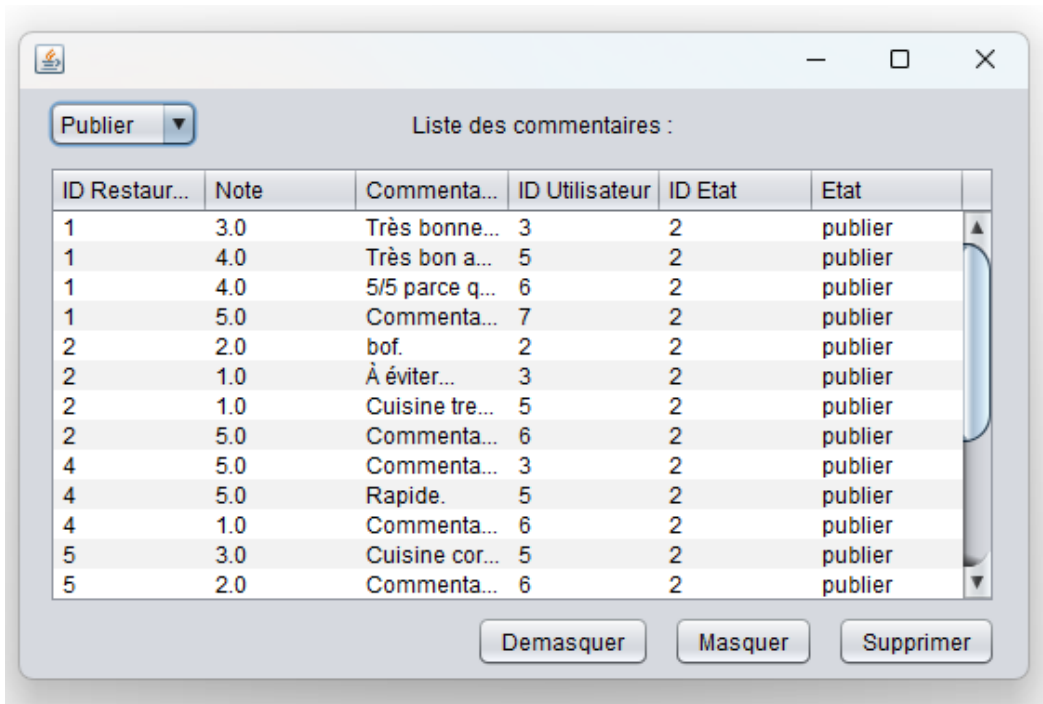 Publier Liste des commentaires :
ID Restaur... Note Commenta... ID Utilisateur ID Etat Etat
1 3.0 Très bonne... 3 2 publier
1 4.0 Très bon a... 5 2 publier
1 4.0 5/5 parce q... 6 2 publier
1 5.0 Commenta... 7 2 publier
2 2.0 bof. 2 2 publier
2 1.0 À éviter... 3 2 publier
2 1.0 Cuisine tre... 5 2 publier
2 5.0 Commenta... 6 2 publier
4 5.0 Commenta... 3 2 publier
4 5.0 Rapide. 5 2 publier
4 1.0 Commenta... 6 2 publier
5 3.0 Cuisine cor... 5 2 publier
5 2.0 Commenta... 6 2 publier
Demasquer Masquer Supprimer